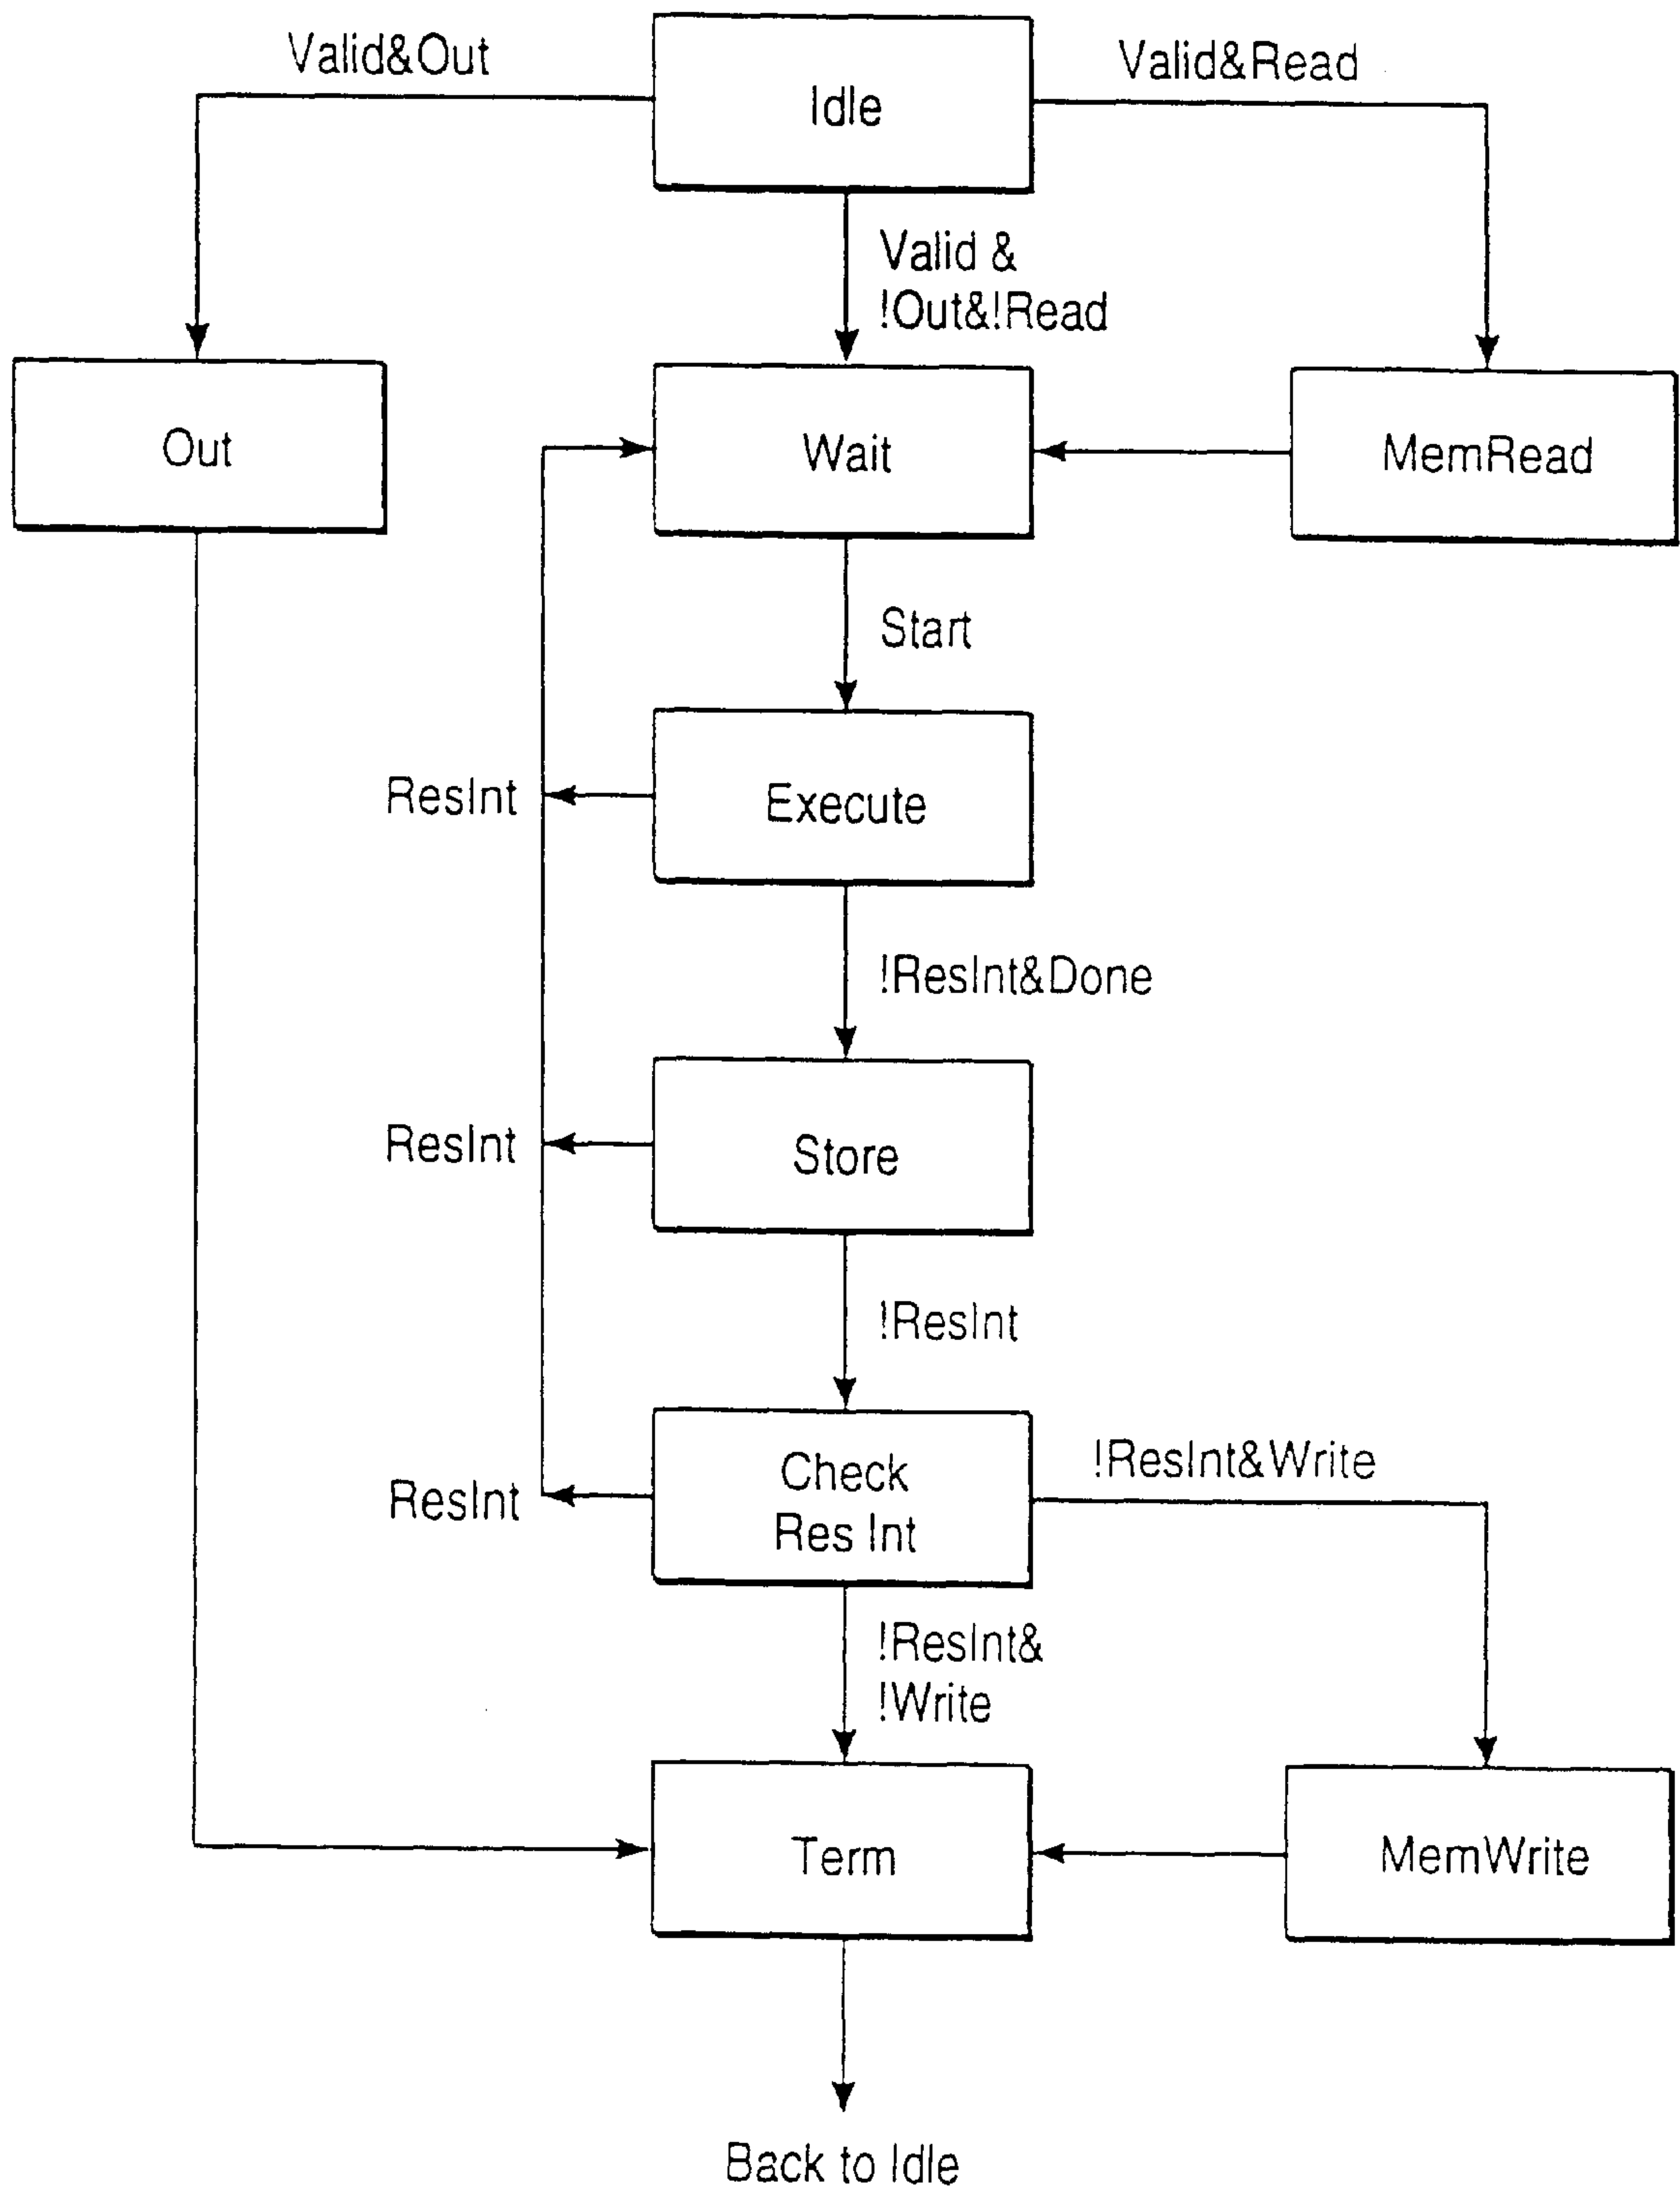 Valid&Out
Idle
Valid&Read
Valid &
!Out&!Read
Out
Wait
MemRead
Start
ResInt
Execute
!ResInt&Done
ResInt
Store
!ResInt
ResInt
Check
Res Int
!ResInt&Write
!ResInt&
!Write
Term
MemWrite
Back to Idle